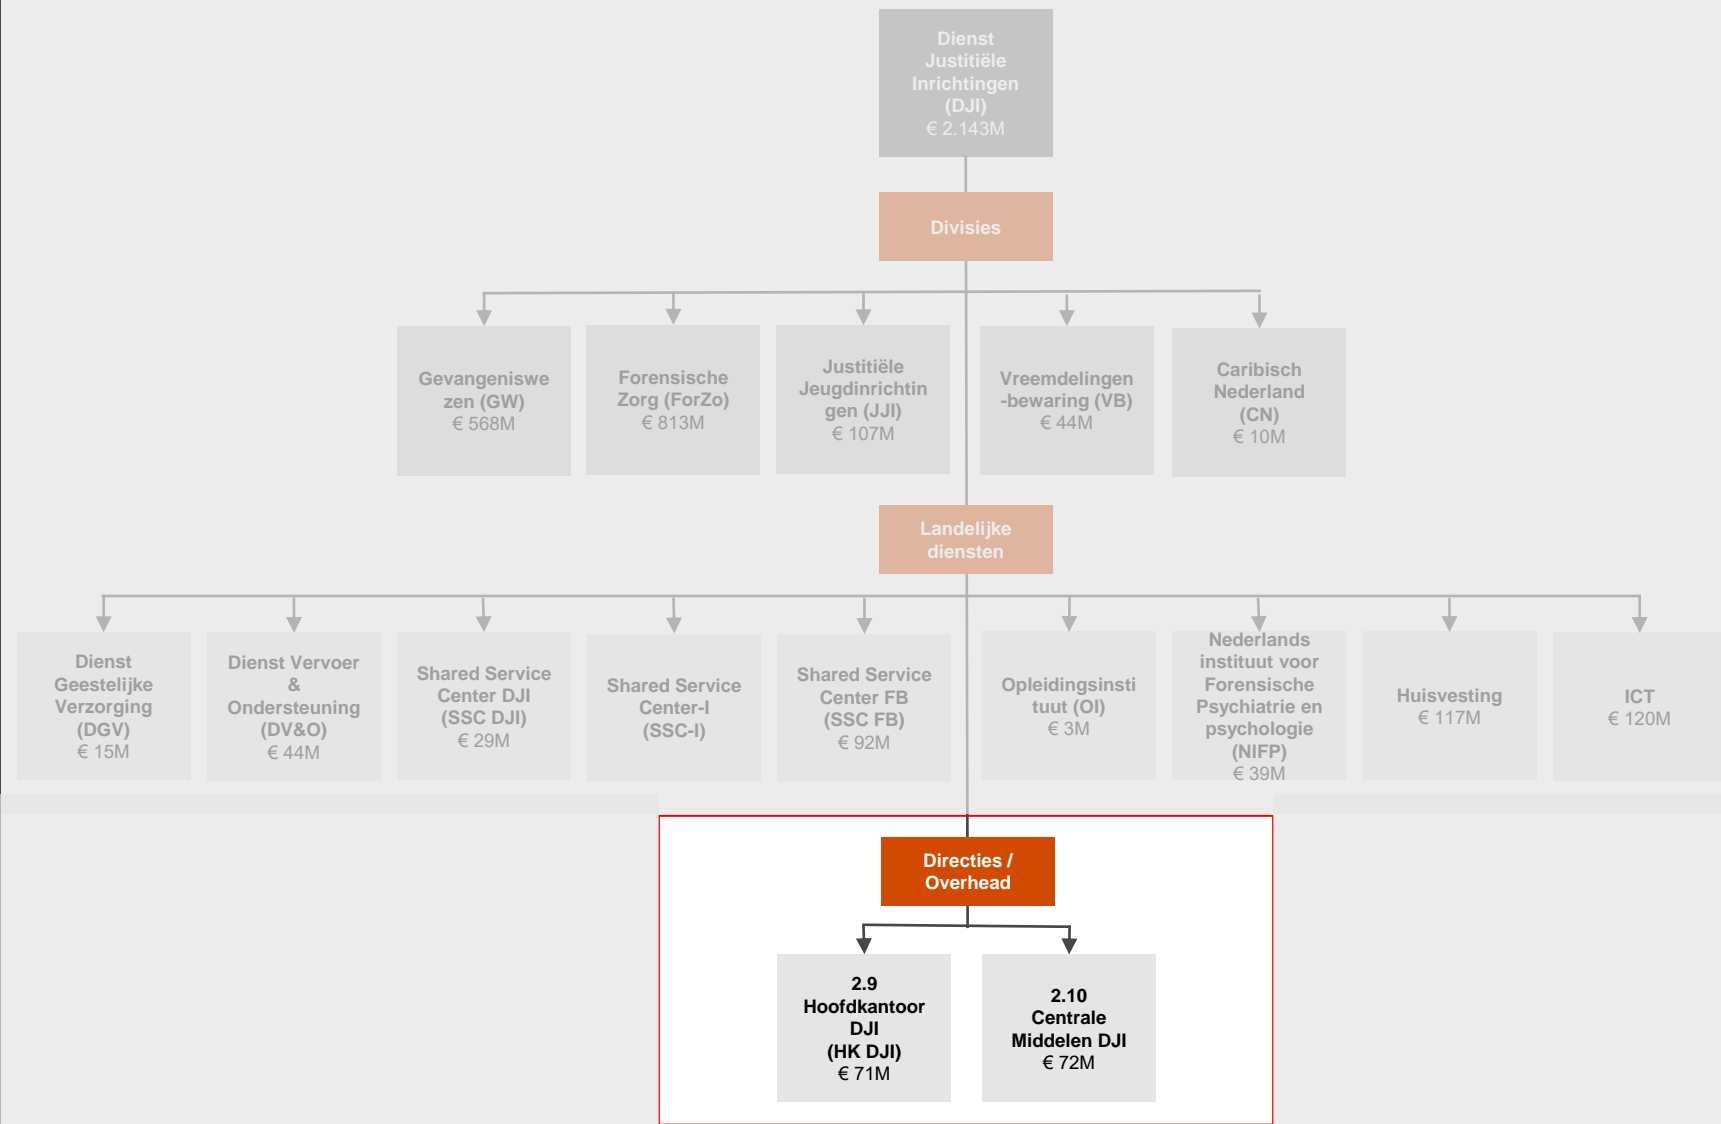 Dienst
Justitiële
Inrichtingen
(DJI)
€ 2.143M
Divisies
Gevangeniswe
zen (GW)
€ 568M
Forensische
Zorg (ForZo)
€ 813M
Justitiële
Jeugdinrichtin
gen (JJI)
€ 107M
Vreemdelingen
-bewaring (VB)
€ 44M
Caribisch
Nederland
(CN)
€ 10M
Landelijke
diensten
Dienst
Geestelijke
Verzorging
(DGV)
€ 15M
Dienst Vervoer
&
Ondersteuning
(DV&O)
€ 44M
Shared Service
Center DJI
(SSC DJI)
€ 29M
Shared Service
Center-I
(SSC-I)
Shared Service
Center FB
(SSC FB)
€ 92M
Opleidingsinsti
tuut (OI)
€ 3M
Nederlands
instituut voor
Forensische
Psychiatrie en
psychologie
(NIFP)
€ 39M
Huisvesting
€ 117M
ICT
€ 120M
Directies /
Overhead
2.9
Hoofdkantoor
DJI
(HK DJI)
€ 71M
2.10
Centrale
Middelen DJI
€ 72M